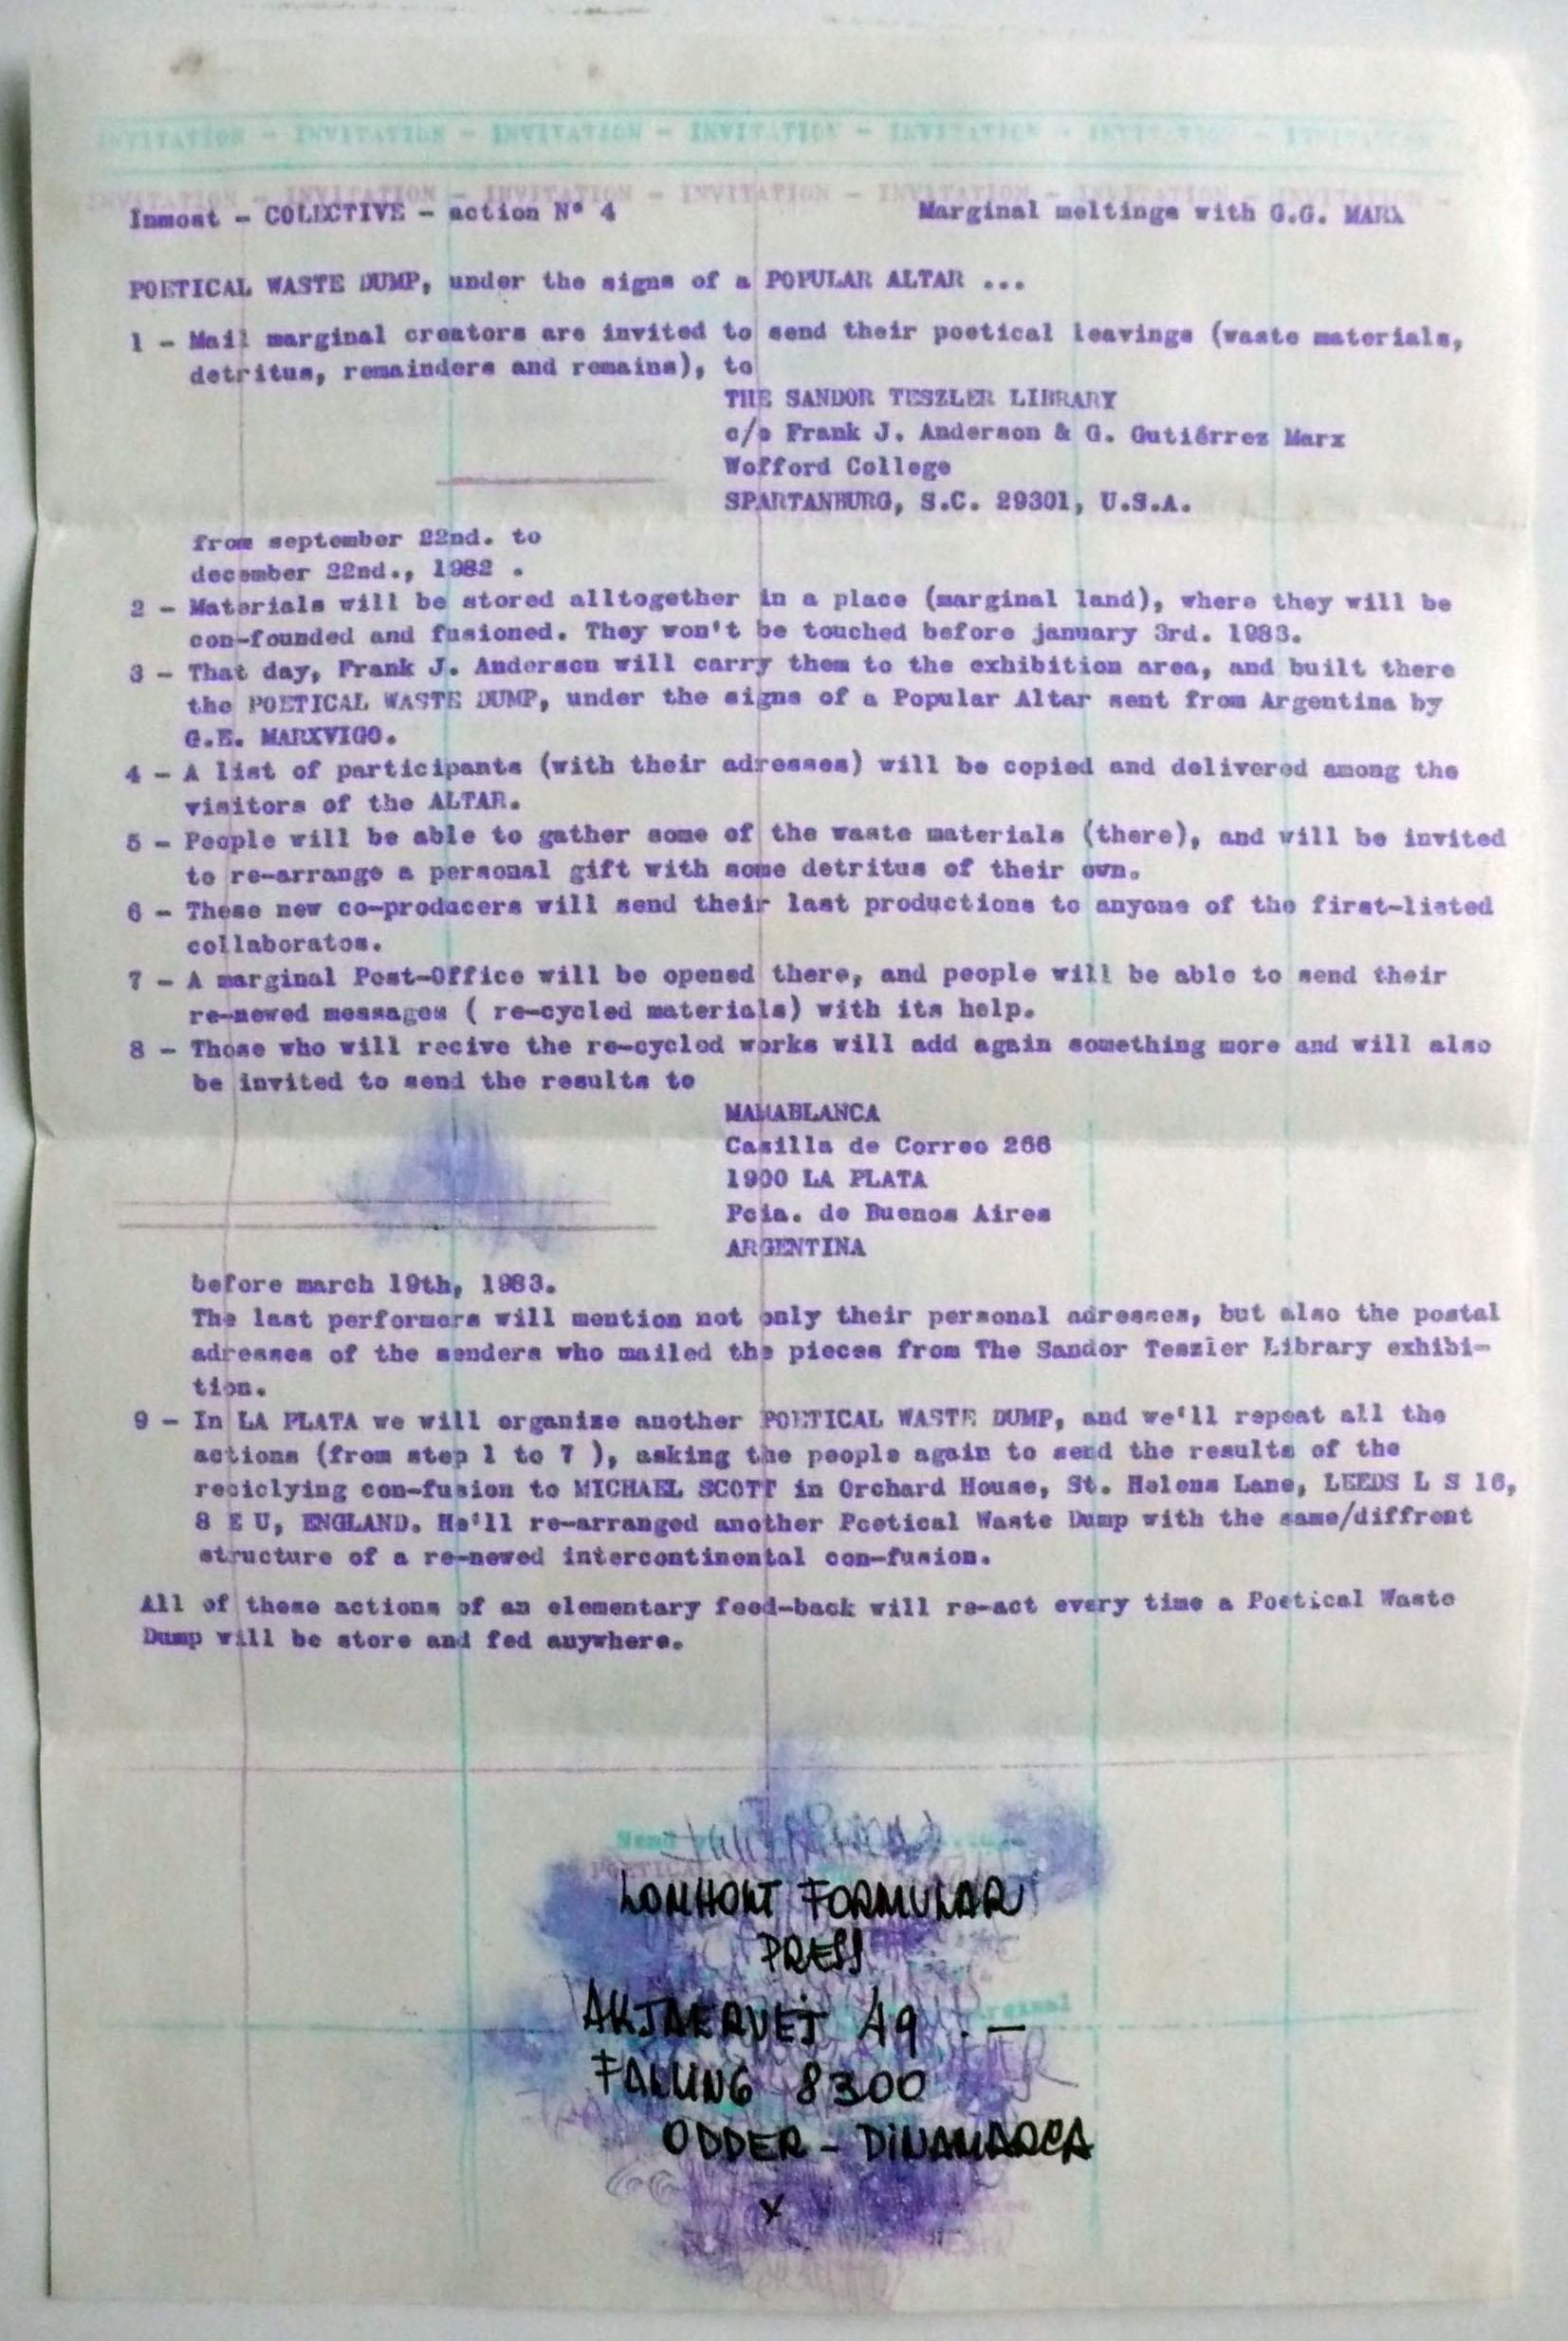 INVITATION - INVITATION - INVITATION - INVITATION - INVITATION - INVITATION - INVITATION
INVITATION - INVITATION - INVITATION - INVITATION - INVITATION - INVITATION - INVITATION -
Inmost - COLECTIVE - action Nº 4 Marginal meltings with G.G. MARX
POETICAL WASTE DUMP, under the signs of a POPULAR ALTAR ...
1 - Mail marginal creators are invited to send their poetical leavings (waste materials,
detritus, remainders and remains), to
THE SANDOR TESZLER LIBRARY
c/o Frank J. Anderson & G. Gutiérrez Marx
Wofford College
SPARTANBURG, S.C. 29301, U.S.A.
from september 22nd. to
december 22nd., 1982 .
2 - Materials will be stored alltogether in a place (marginal land), where they will be
con-founded and fusioned. They won't be touched before january 3rd. 1983.
3 - That day, Frank J. Anderson will carry them to the exhibition area, and built there
the POETICAL WASTE DUMP, under the signs of a Popular Altar sent from Argentina by
G.E. MARXVIGO.
4 - A list of participants (with their adresses) will be copied and delivered among the
visitors of the ALTAR.
5 - People will be able to gather some of the waste materials (there), and will be invited
to re-arrange a personal gift with some detritus of their own.
6 - These new co-producers will send their last productions to anyone of the first-listed
collaboratos.
7 - A marginal Post-Office will be opened there, and people will be able to send their
re-newed messages ( re-cycled materials) with its help.
8 - Those who will recive the re-cycled works will add again something more and will also
be invited to send the results to
MAMABLANCA
Casilla de Correo 266
1900 LA PLATA
Pcia. de Buenos Aires
ARGENTINA
before march 19th, 1983.
The last performers will mention not only their personal adresses, but also the postal
adresses of the senders who mailed the pieces from The Sandor Teszler Library exhibi-
tion.
9 - In LA PLATA we will organize another POETICAL WASTE DUMP, and we'll repeat all the
actions (from step 1 to 7 ), asking the people again to send the results of the
reciclying con-fusion to MICHAEL SCOTT in Orchard House, St. Helens Lane, LEEDS L S 16,
8 E U, ENGLAND. He'll re-arranged another Poetical Waste Dump with the same/diffrent
structure of a re-newed intercontinental con-fusion.
All of these actions of an elementary feed-back will re-act every time a Poetical Waste
Dump will be store and fed anywhere.
Send
POETICAL
LOMHOLT FORMULAR
PRESS
AKJAERVEJ 49 . —
FALLING 8300
ODDER - DINAMARCA
x